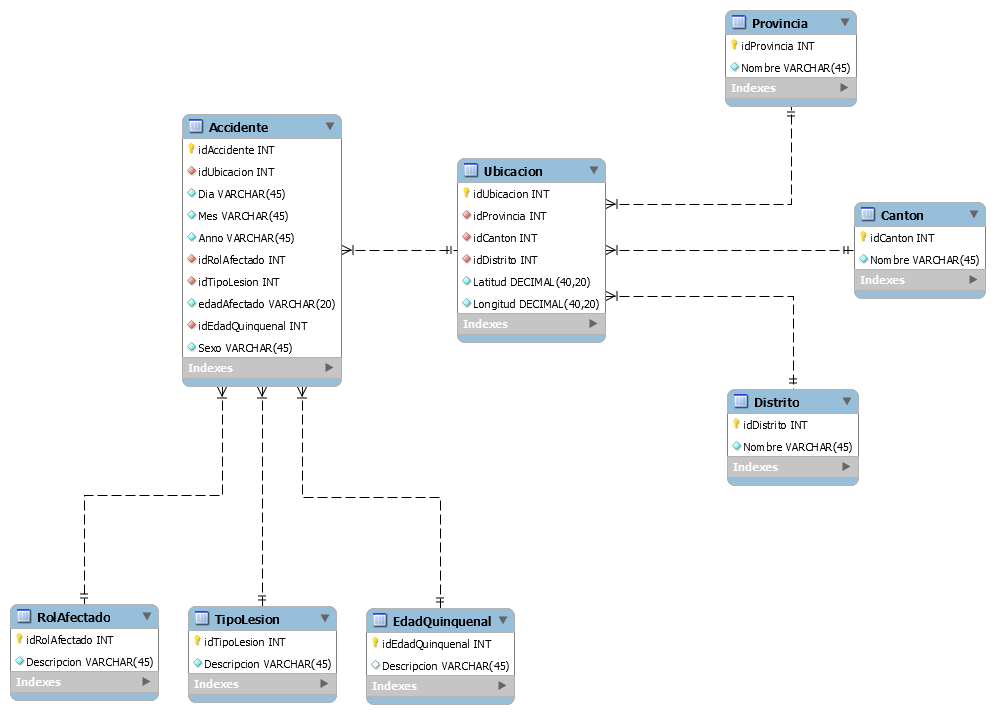 Provincia
idProvincia INT
Nombre VARCHAR(45)
Indexes
Accidente
idAccidente INT
idUbicacion INT
Dia VARCHAR(45)
Mes VARCHAR(45)
Anno VARCHAR(45)
idRolAfectado INT
idTipoLesion INT
edadAfectado VARCHAR(20)
idEdadQuinquenal INT
Sexo VARCHAR(45)
Indexes
Ubicacion
idUbicacion INT
idProvincia INT
idCanton INT
idDistrito INT
Latitud DECIMAL(40,20)
Longitud DECIMAL(40,20)
Indexes
Canton
idCanton INT
Nombre VARCHAR(45)
Indexes
Distrito
idDistrito INT
Nombre VARCHAR(45)
Indexes
RolAfectado
idRolAfectado INT
Descripcion VARCHAR(45)
Indexes
TipoLesion
idTipoLesion INT
Descripcion VARCHAR(45)
Indexes
EdadQuinquenal
idEdadQuinquenal INT
Descripcion VARCHAR(45)
Indexes